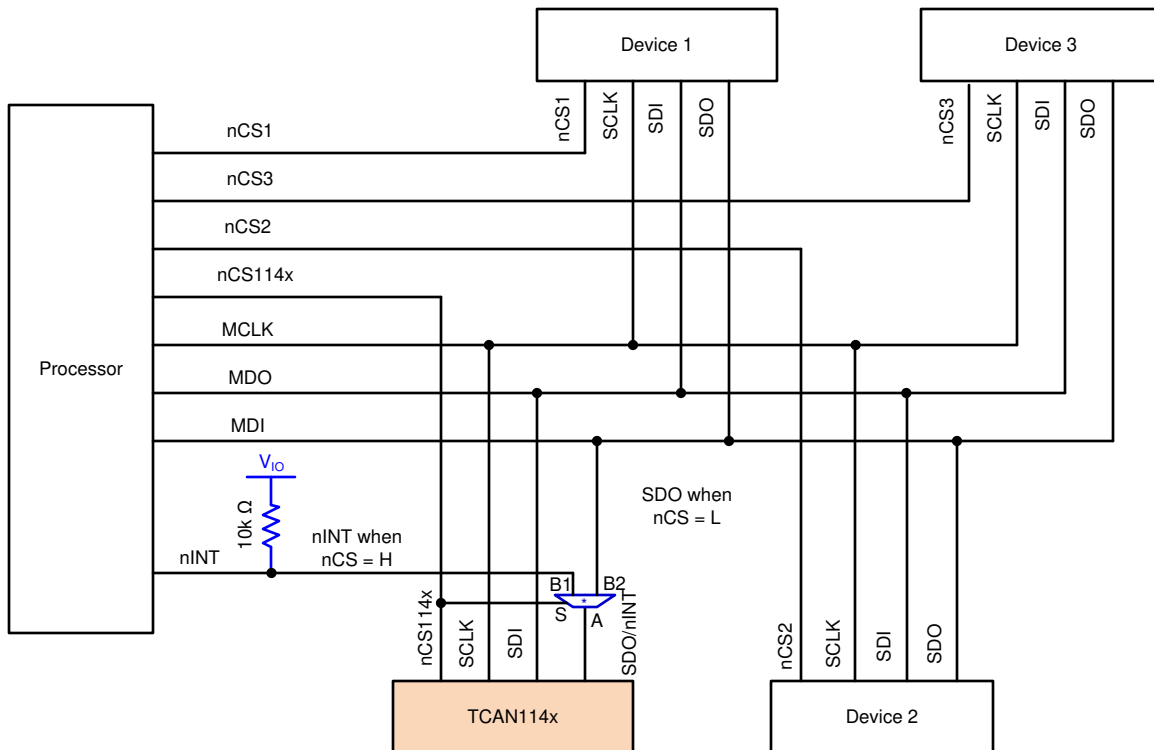 Device 1
Device 3
nCS1
SCLK
SDI
SDO
nCS3
SCLK
SDI
SDO
nCS1
nCS3
nCS2
nCS114x
MCLK
Processor
MDO
MDI
VIO
10k Ω
SDO when
nCS = L
nINT when
nCS = H
nINT
B1
B2
*
S
A
nCS114x
SCLK
SDI
SDO/nINT
nCS2
SCLK
SDI
SDO
TCAN114x
Device 2